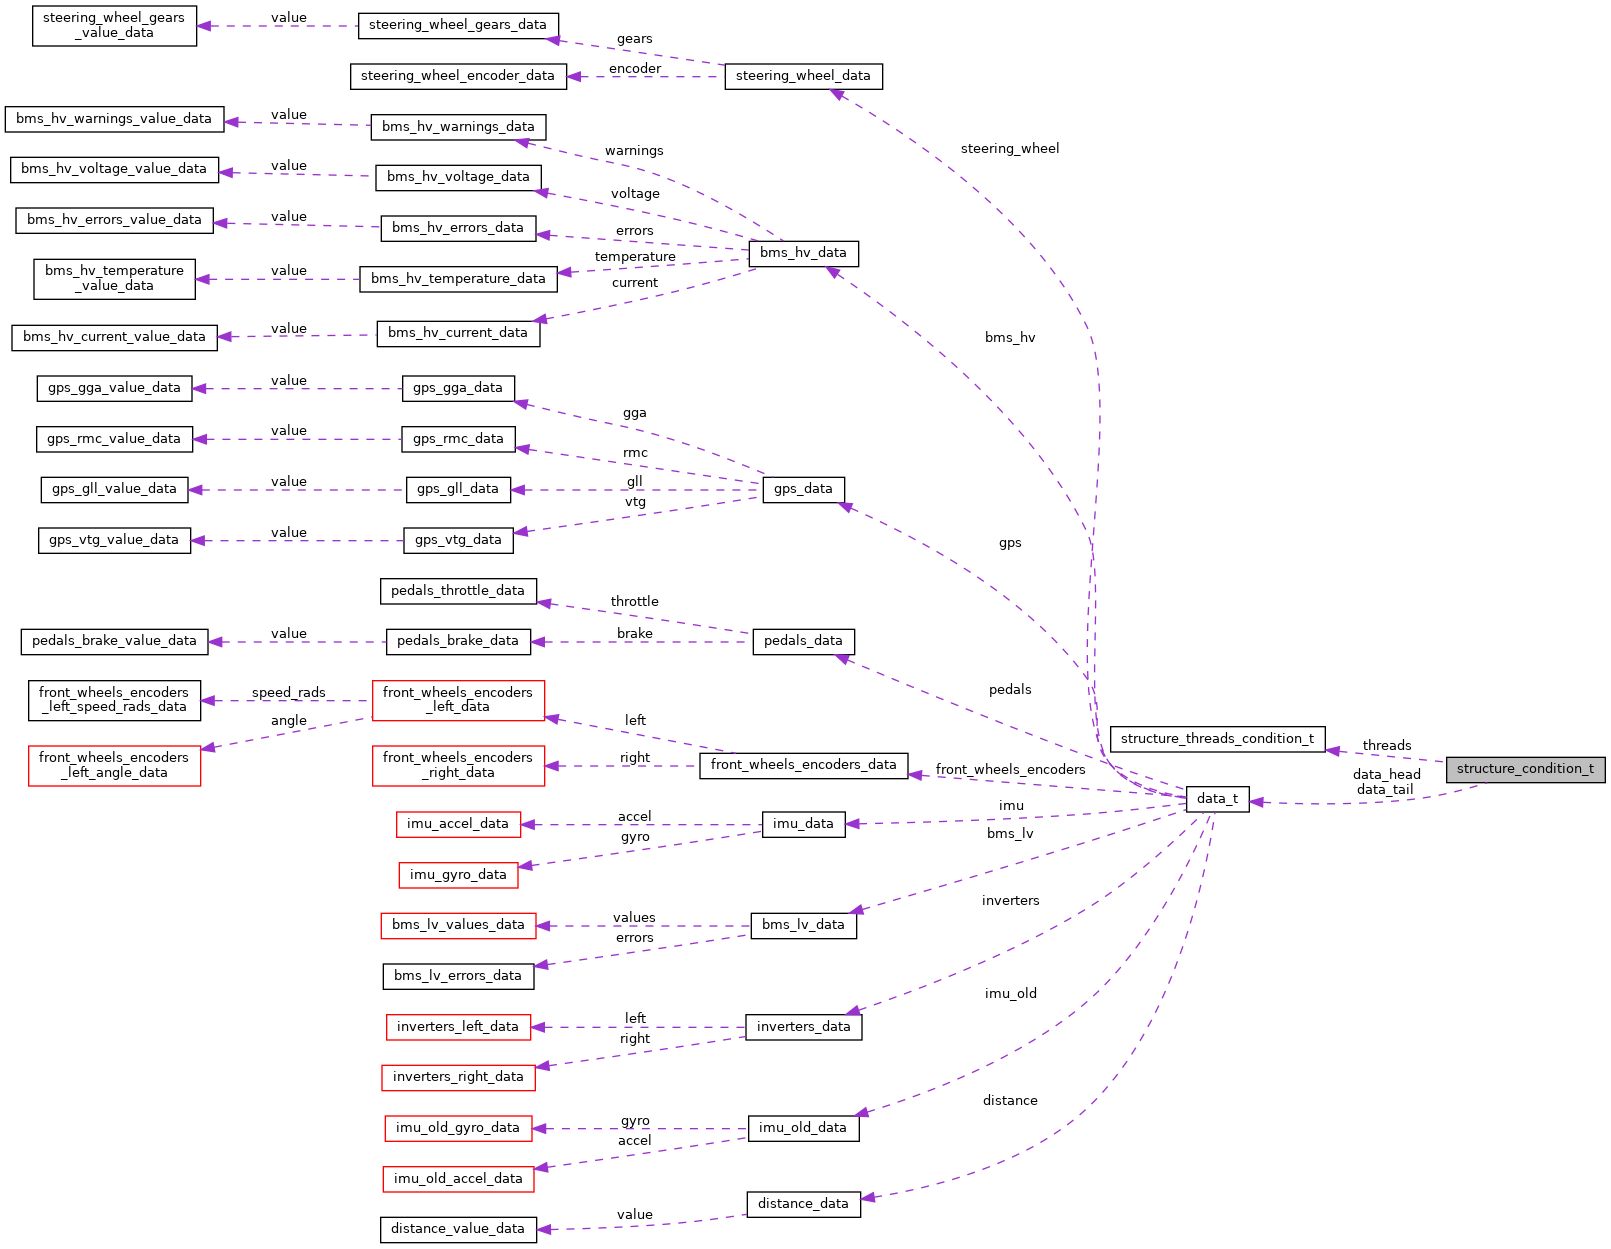 steering_wheel_gears
_value_data
value
steering_wheel_gears_data
gears
steering_wheel_encoder_data
encoder
steering_wheel_data
bms_hv_warnings_value_data
value
bms_hv_warnings_data
warnings
steering_wheel
bms_hv_voltage_value_data
value
bms_hv_voltage_data
voltage
bms_hv_errors_value_data
value
bms_hv_errors_data
errors
bms_hv_data
bms_hv_temperature
_value_data
value
bms_hv_temperature_data
temperature
current
bms_hv_current_value_data
value
bms_hv_current_data
bms_hv
gps_gga_value_data
value
gps_gga_data
gga
gps_rmc_value_data
value
gps_rmc_data
rmc
gps_gll_value_data
value
gps_gll_data
gll
gps_data
vtg
gps_vtg_value_data
value
gps_vtg_data
gps
pedals_throttle_data
throttle
pedals_brake_value_data
value
pedals_brake_data
brake
pedals_data
front_wheels_encoders
_left_speed_rads_data
speed_rads
front_wheels_encoders
_left_data
left
pedals
angle
front_wheels_encoders
_left_angle_data
front_wheels_encoders
_right_data
right
front_wheels_encoders_data
front_wheels_encoders
structure_threads_condition_t
threads
structure_condition_t
data_head
data_tail
data_t
imu_accel_data
accel
imu_data
imu
gyro
bms_lv
imu_gyro_data
inverters
bms_lv_values_data
values
bms_lv_data
errors
bms_lv_errors_data
imu_old
inverters_left_data
left
inverters_data
right
inverters_right_data
distance
imu_old_gyro_data
gyro
imu_old_data
accel
imu_old_accel_data
distance_data
value
distance_value_data